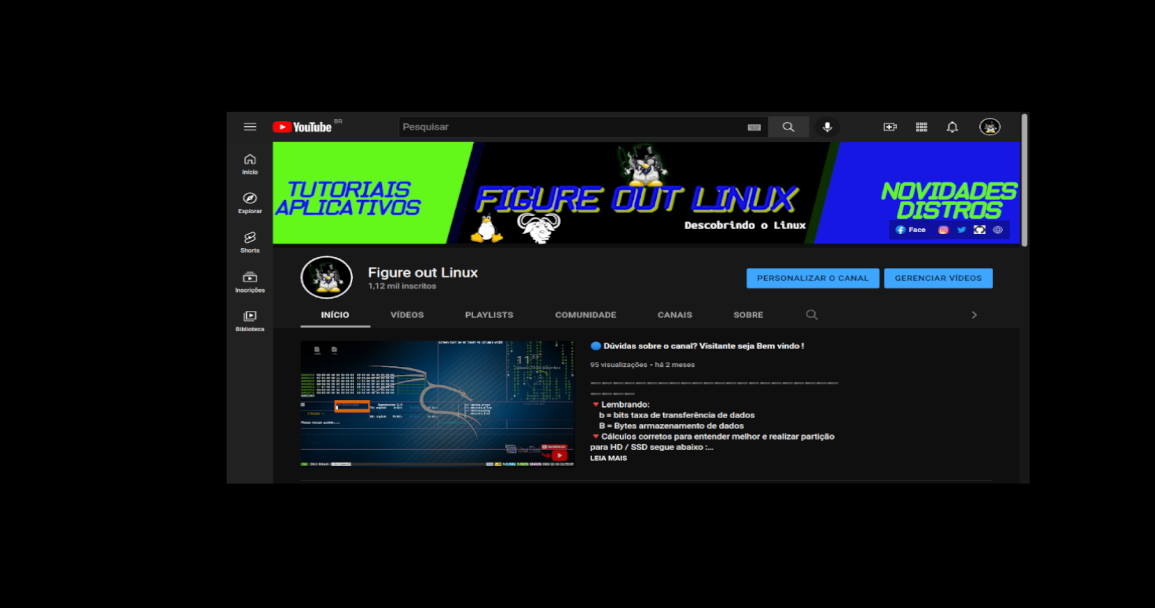 YouTube BR
Pesquisar
Início
Explorar
Shorts
Inscrições
Biblioteca
TUTORIAIS
APLICATIVOS
FIGURE OUT LINUX
Descobrindo o Linux
NOVIDADES
DISTROS
Face
Figure out Linux
1,12 mil inscritos
PERSONALIZAR O CANAL
GERENCIAR VÍDEOS
INÍCIO
VÍDEOS
PLAYLISTS
COMUNIDADE
CANAIS
SOBRE
Dúvidas sobre o canal? Visitante seja Bem vindo !
95 visualizações • há 2 meses
Lembrando:
b = bits taxa de transferência de dados
B = Bytes armazenamento de dados
Cálculos corretos para entender melhor e realizar partição
para HD / SSD segue abaixo :...
LEIA MAIS